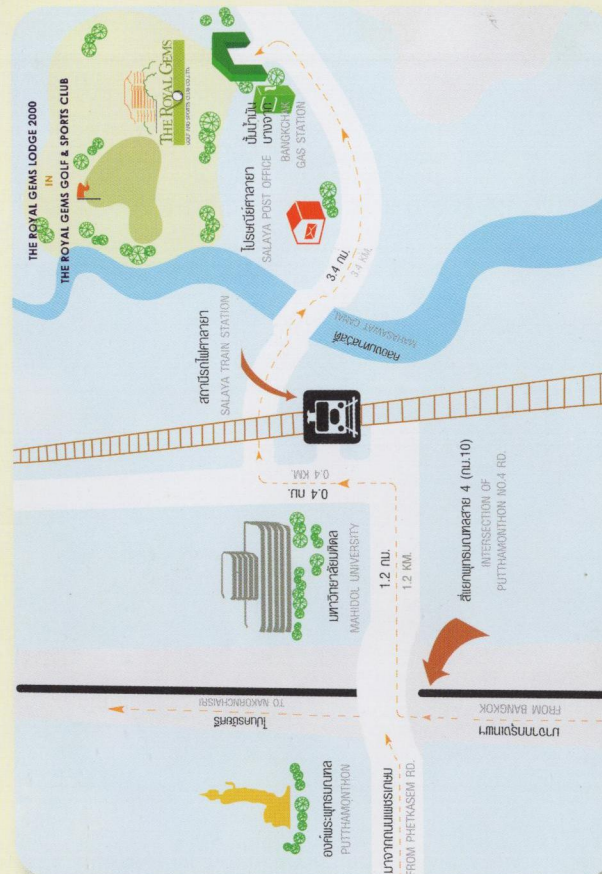 THE ROYAL GEMS LODGE 2000
IN
THE ROYAL GEMS GOLF & SPORTS CLUB
THE ROYAL GEMS
GOLF AND SPORTS CLUB CO.,LTD.
ปั้มน้ำมัน
บางจาก
BANGKCHAK
GAS STATION
ไปรษณีย์ศาลายา
SALAYA POST OFFICE
3.4 กม.
3.4 KM.
คลองมหาสวัสดิ์
MAHASAWAT CANAL
สถานีรถไฟศาลายา
SALAYA TRAIN STATION
0.4 กม.
0.4 KM.
มหาวิทยาลัยมหิดล
MAHIDOL UNIVERSITY
1.2 กม.
1.2 KM.
สี่แยกพุทธมณฑลสาย 4 (กม.10)
INTERSECTION OF
PUTTHAMONTHON NO.4 RD.
ไปนครชัยศรี
TO NAKORNCHAISRI
มาจากกรุงเทพฯ
FROM BANGKOK
องค์พระพุทธมณฑล
PUTTHAMONTHON
มาจากถนนเพชรเกษม
FROM PHETKASEM RD.